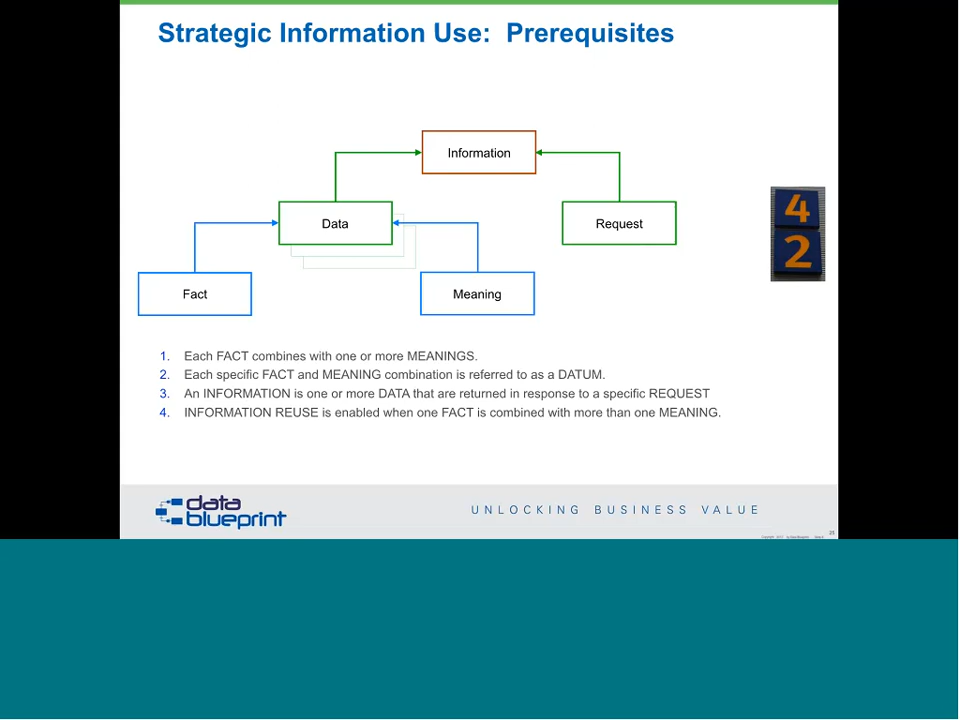 Strategic Information Use:  Prerequisites
Information
Data
Request
4
2
Fact
Meaning
1. Each FACT combines with one or more MEANINGS.
2. Each specific FACT and MEANING combination is referred to as a DATUM.
3. An INFORMATION is one or more DATA that are returned in response to a specific REQUEST
4. INFORMATION REUSE is enabled when one FACT is combined with more than one MEANING.
data
blueprint
UNLOCKING BUSINESS VALUE